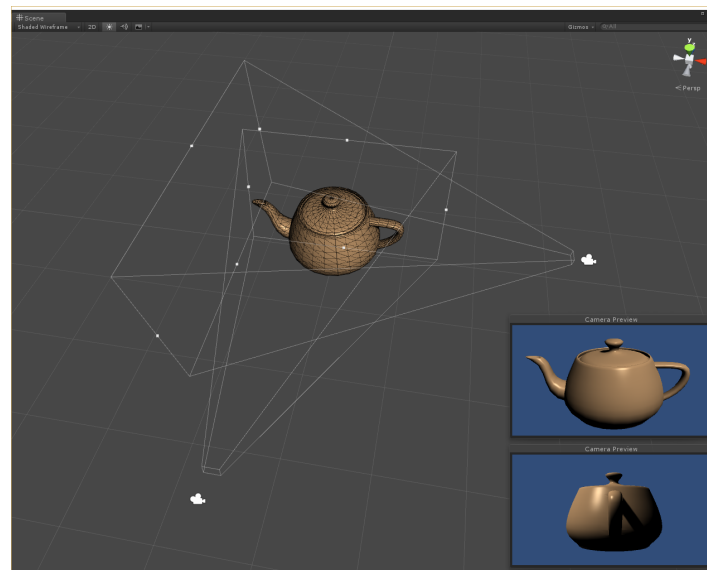 Scene
Shaded Wireframe
2D
Gizmos
All
y
Persp
Camera Preview
Camera Preview